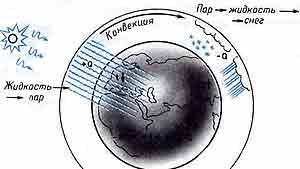 Пар → жидкость →
→ снег
Конвекция
+a
-a
Жидкость →
→ пар